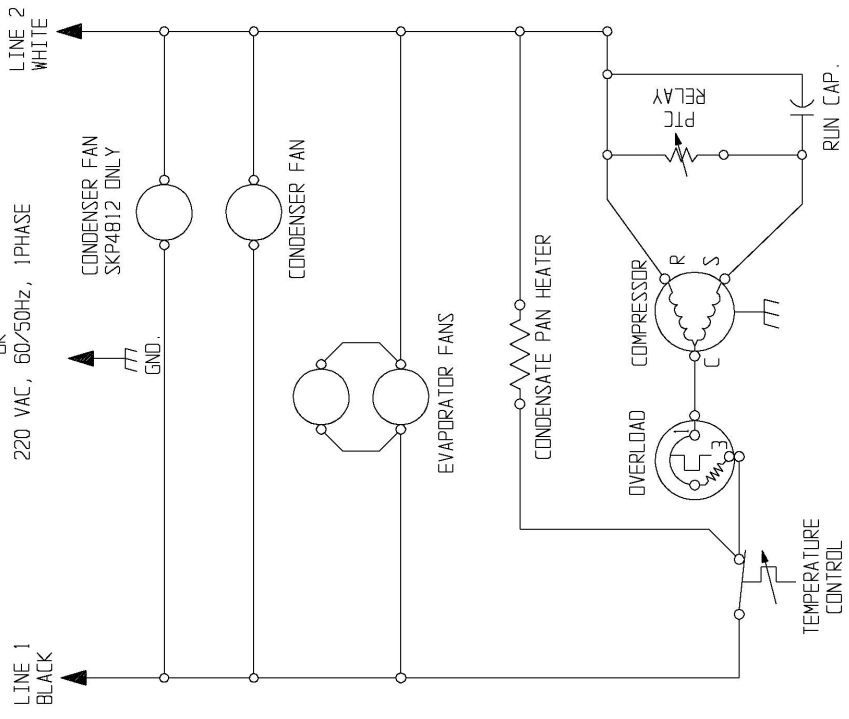 LINE 1
BLACK
OR
220 VAC, 60/50Hz, 1PHASE
GND.
LINE 2
WHITE
CONDENSER FAN
SKP4812 ONLY
CONDENSER FAN
EVAPORATOR FANS
CONDENSATE PAN HEATER
TEMPERATURE
CONTROL
OVERLOAD
1
3
COMPRESSOR
C
R
S
PTC
RELAY
RUN CAP.